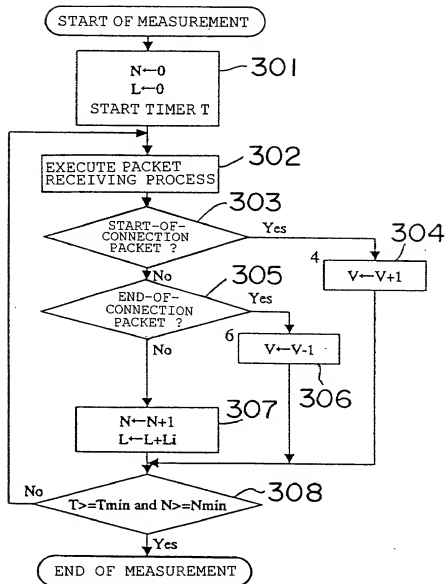 START OF MEASUREMENT
301
N←0
L←0
START TIMER T
302
EXECUTE PACKET
RECEIVING PROCESS
303
START-OF-
CONNECTION
PACKET ?
Yes
304
4
V←V+1
No
305
END-OF-
CONNECTION
PACKET ?
Yes
6
V←V-1
306
No
307
N←N+1
L←L+Li
No
308
T>=Tmin and N>=Nmin
Yes
END OF MEASUREMENT